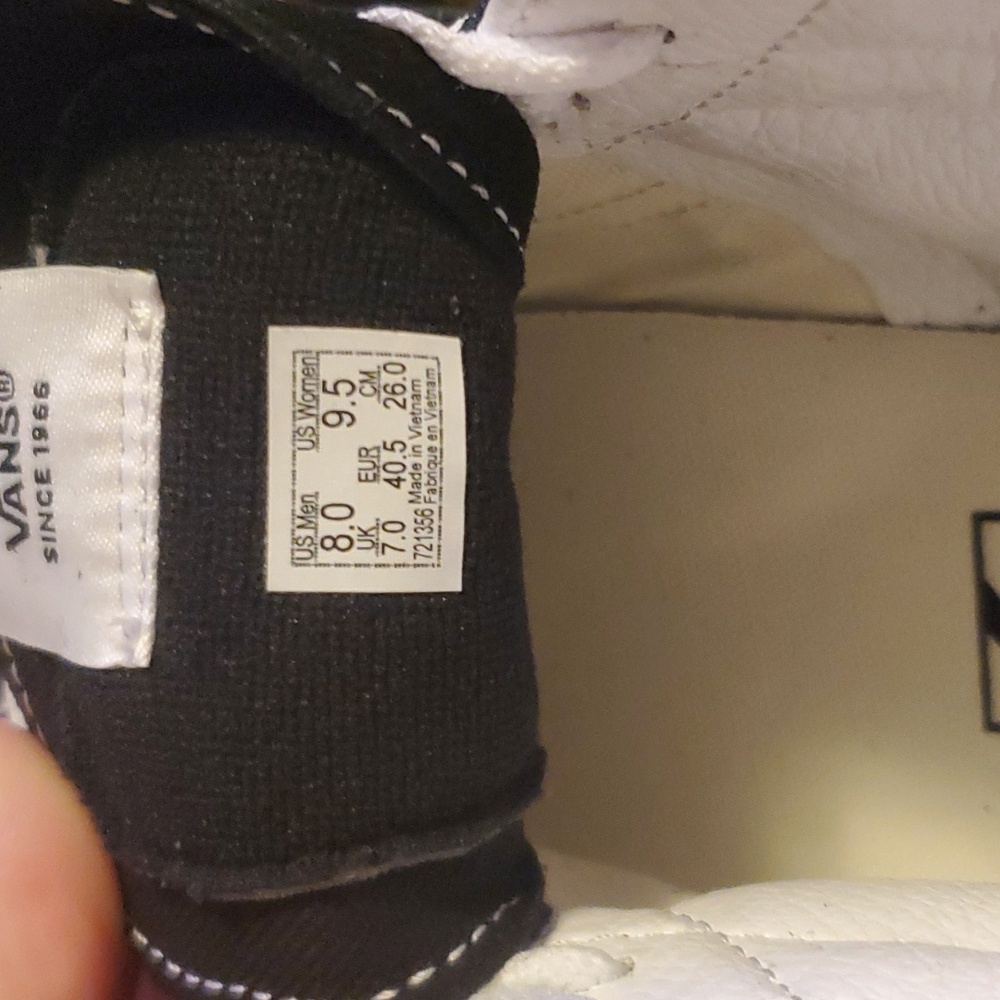 VANS®
SINCE 1966
US Men US Women
8.0 9.5
UK EUR CM
7.0 40.5 26.0
721356 Made in Vietnam
Fabrique en Vietnam